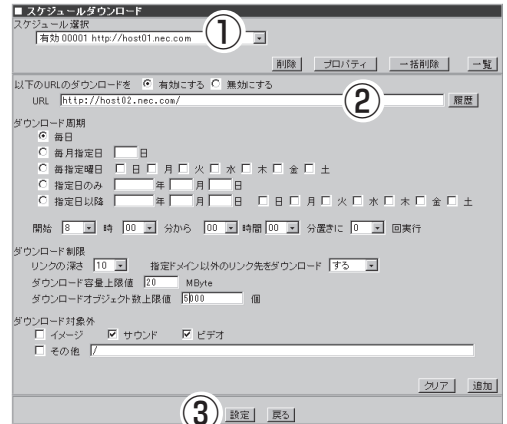 ■ スケジュールダウンロード
スケジュール選択
有効 00001 http://host01.nec.com
①
削除 プロパティ 一括削除 一覧
以下のURLのダウンロードを 有効にする 無効にする
②
URL http://host02.nec.com/ 履歴
ダウンロード周期
毎日
毎月指定日 日
毎指定曜日 日 月 火 水 木 金 土
指定日のみ 年 月 日
指定日以降 年 月 日 日 月 火 水 木 金 土
開始 8 時 00 分から 00 時間 00 分置きに 0 回実行
ダウンロード制限
リンクの深さ 10 指定ドメイン以外のリンク先をダウンロード する
ダウンロード容量上限値 20 MByte
ダウンロードオブジェクト数上限値 5000 個
ダウンロード対象外
イメージ サウンド ビデオ
その他 /
クリア 追加
③
設定 戻る